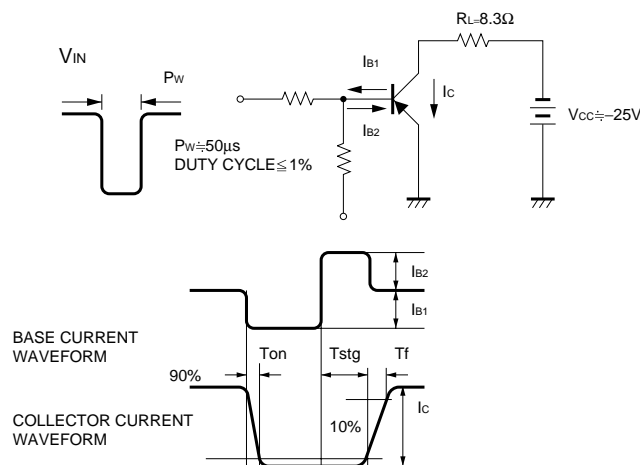 RL=8.3Ω
VIN
PW
IB1
IC
IB2
VCC≒−25V
PW≒50μs
DUTY CYCLE≦1%
IB2
IB1
BASE CURRENT
WAVEFORM
Ton
Tstg
Tf
90%
COLLECTOR CURRENT
WAVEFORM
10%
IC